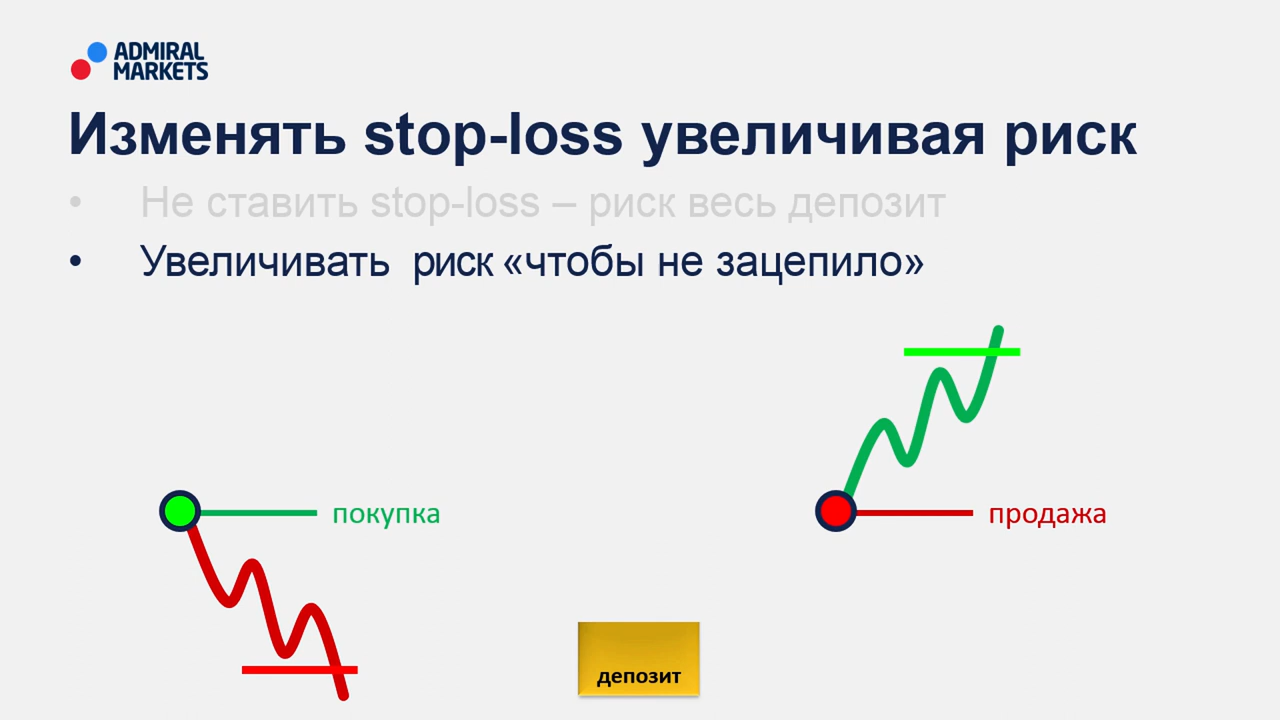 ADMIRAL
MARKETS
Изменять stop-loss увеличивая риск
• Не ставить stop-loss – риск весь депозит
• Увеличивать риск «чтобы не зацепило»
покупка
продажа
депозит